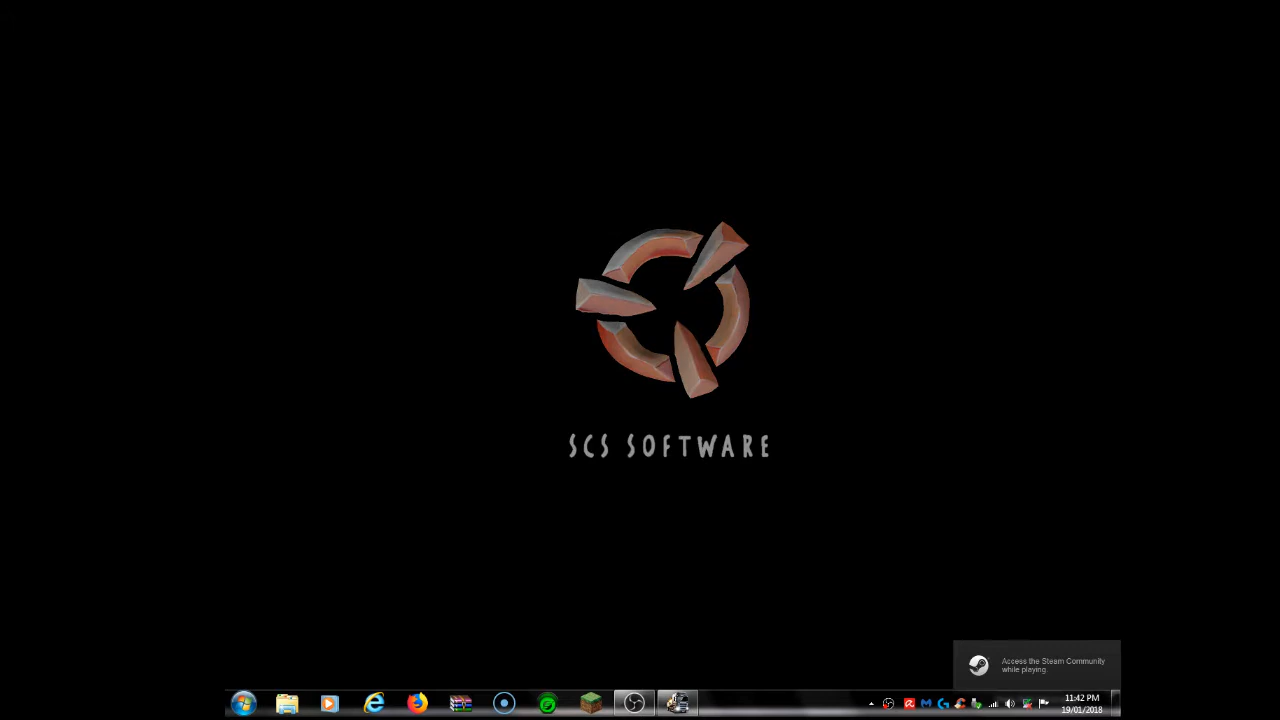 SCS SOFTWARE
Access the Steam Community
while playing.
11:42 PM
19/01/2018